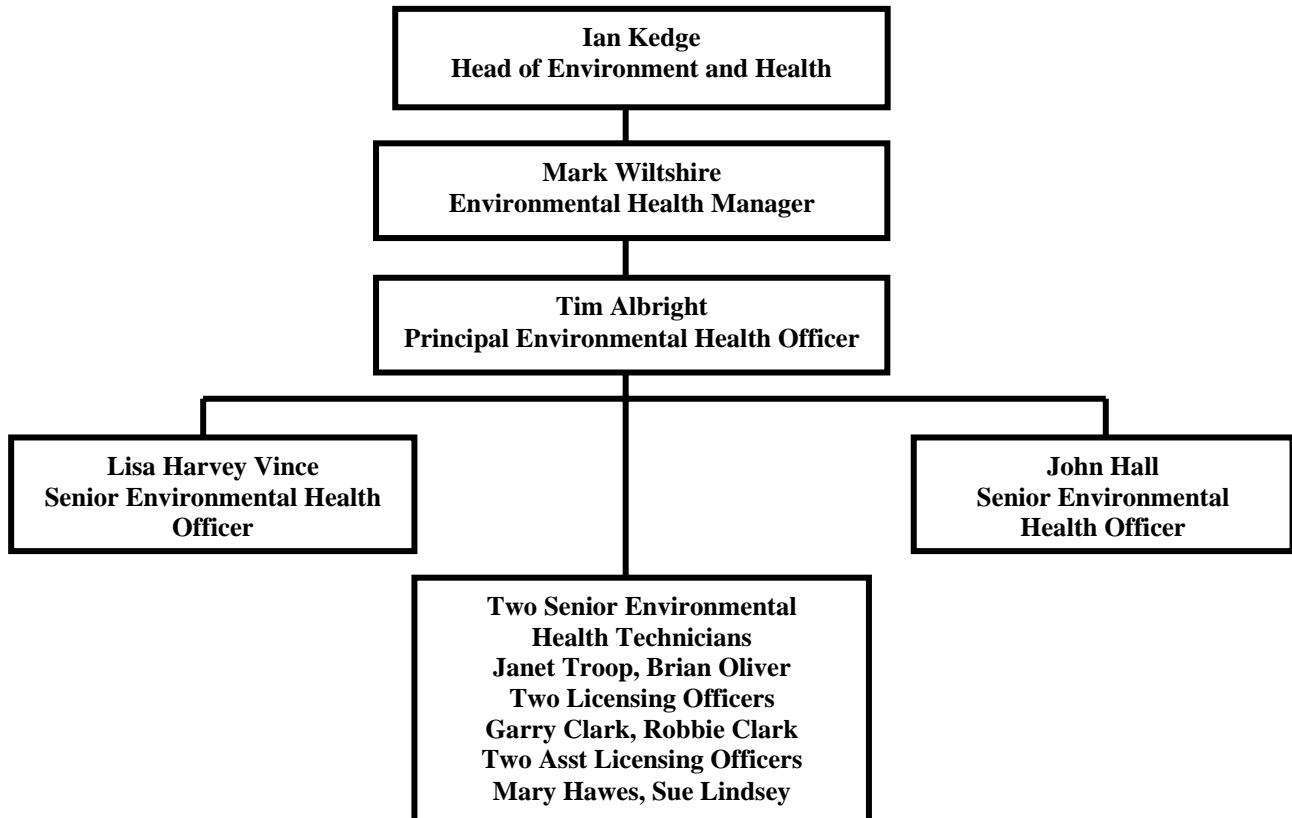 Ian Kedge
Head of Environment and Health
Mark Wiltshire
Environmental Health Manager
Tim Albright
Principal Environmental Health Officer
Lisa Harvey Vince
Senior Environmental Health
Officer
John Hall
Senior Environmental
Health Officer
Two Senior Environmental
Health Technicians
Janet Troop, Brian Oliver
Two Licensing Officers
Garry Clark, Robbie Clark
Two Asst Licensing Officers
Mary Hawes, Sue Lindsey